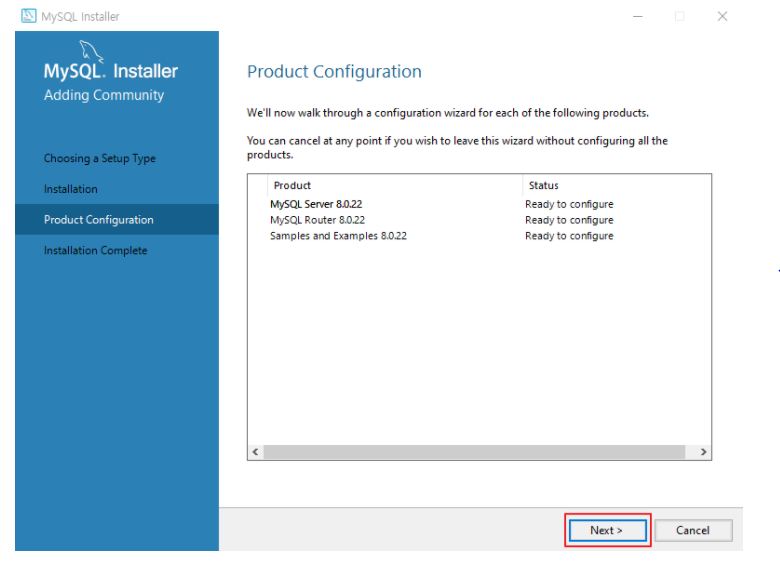 MySQL Installer
MySQL. Installer
Adding Community
Choosing a Setup Type
Installation
Product Configuration
Installation Complete
Product Configuration
We'll now walk through a configuration wizard for each of the following products.
You can cancel at any point if you wish to leave this wizard without configuring all the
products.
Product Status
MySQL Server 8.0.22 Ready to configure
MySQL Router 8.0.22 Ready to configure
Samples and Examples 8.0.22 Ready to configure
Next > Cancel